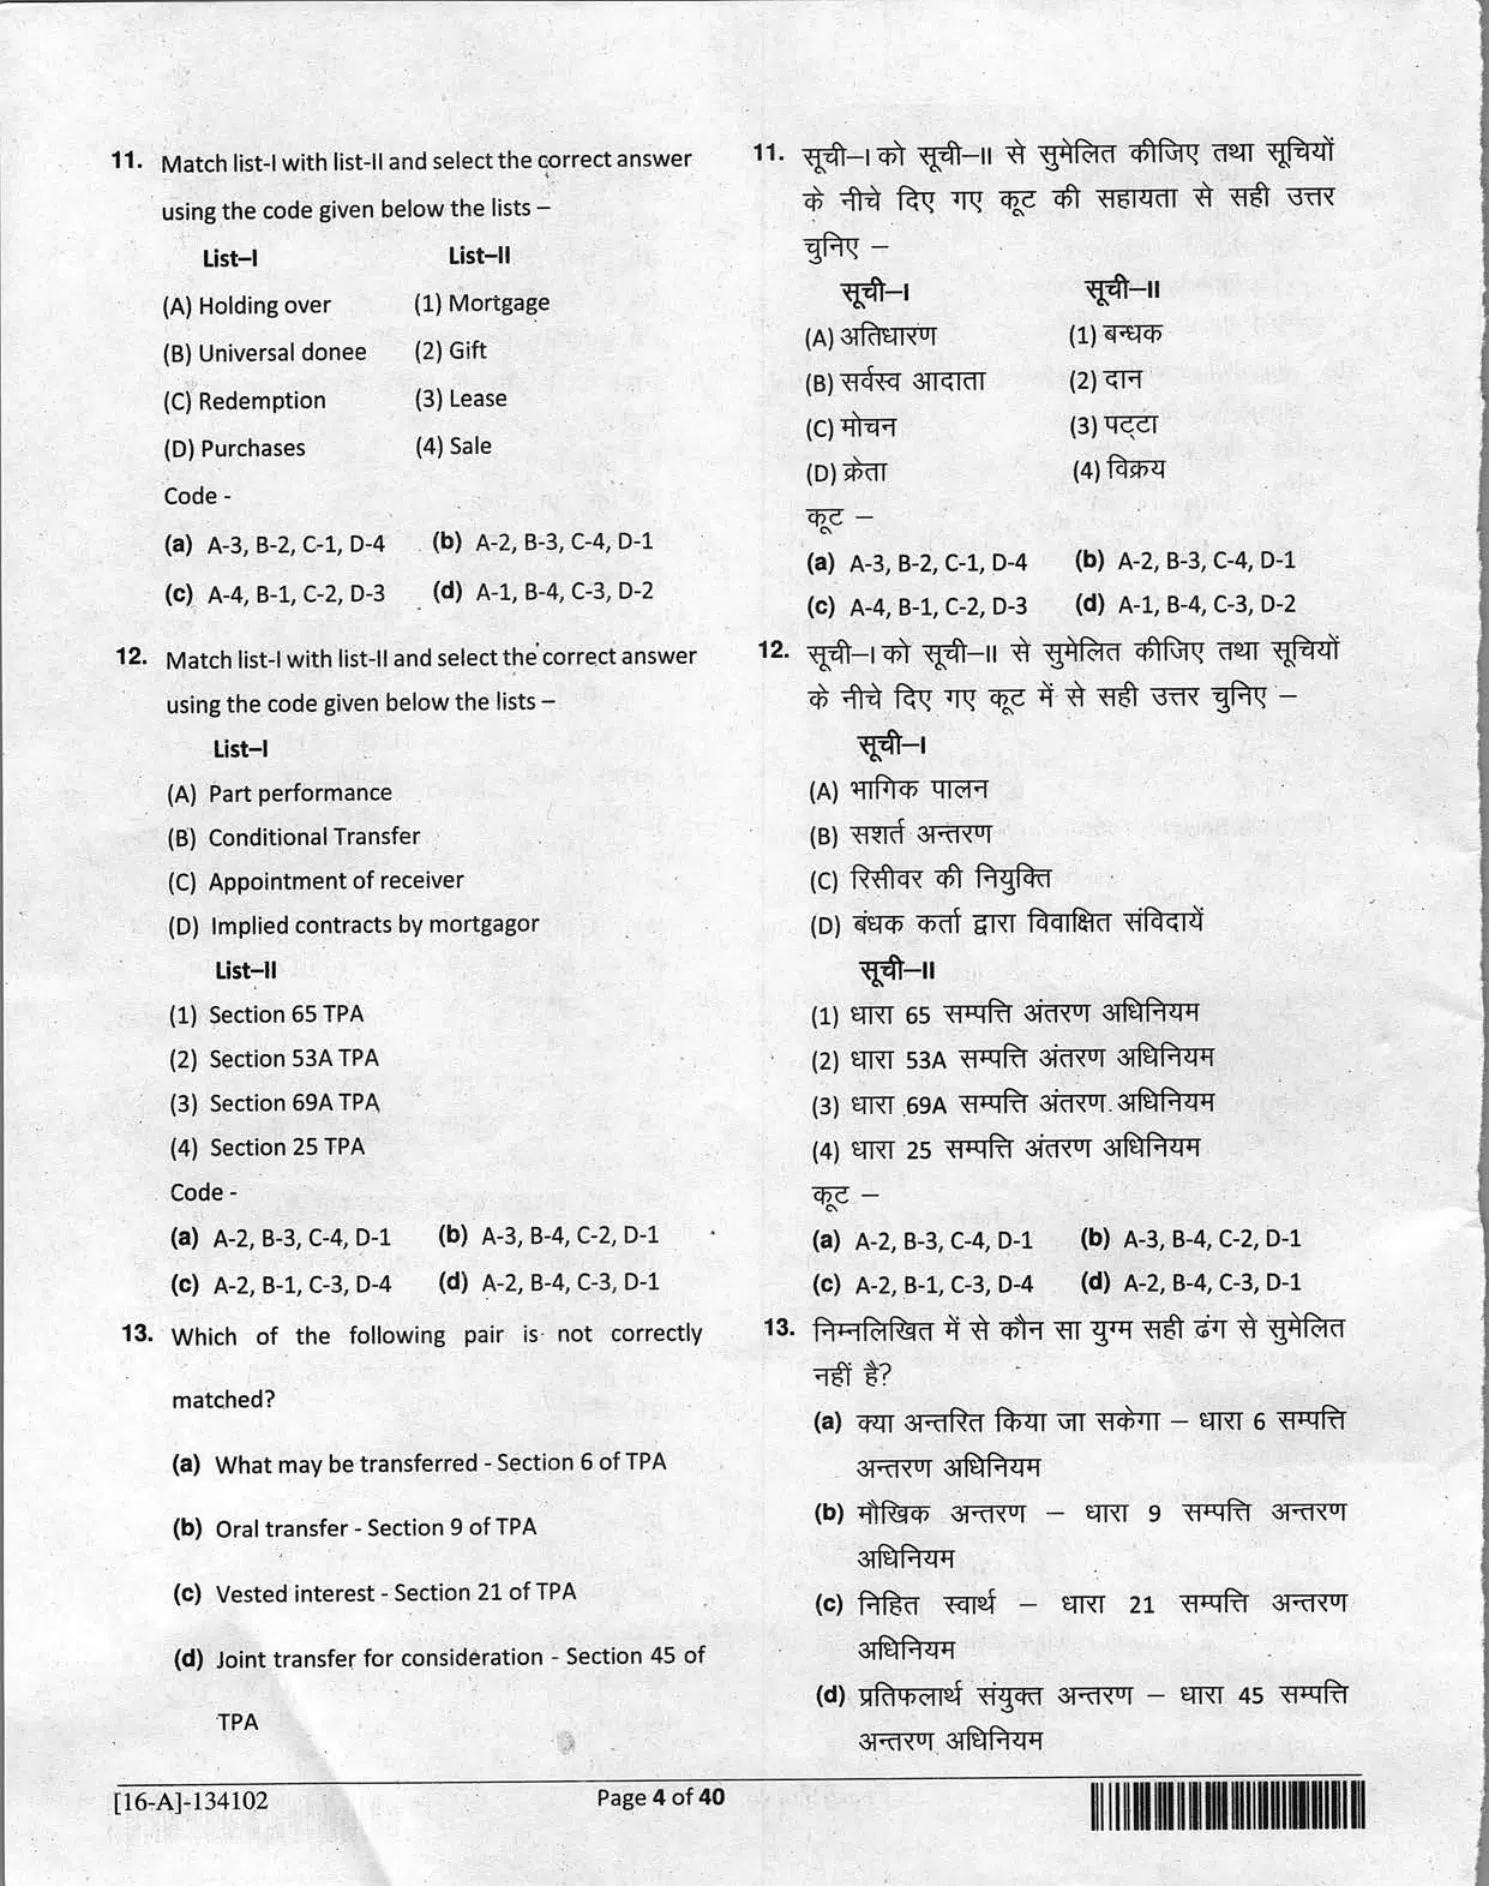 11. Match list-I with list-II and select the correct answer
using the code given below the lists –
List–I List–II
(A) Holding over (1) Mortgage
(B) Universal donee (2) Gift
(C) Redemption (3) Lease
(D) Purchases (4) Sale
Code -
(a) A-3, B-2, C-1, D-4 (b) A-2, B-3, C-4, D-1
(c) A-4, B-1, C-2, D-3 (d) A-1, B-4, C-3, D-2
12. Match list-I with list-II and select the correct answer
using the code given below the lists –
List–I
(A) Part performance
(B) Conditional Transfer
(C) Appointment of receiver
(D) Implied contracts by mortgagor
List–II
(1) Section 65 TPA
(2) Section 53A TPA
(3) Section 69A TPA
(4) Section 25 TPA
Code -
(a) A-2, B-3, C-4, D-1 (b) A-3, B-4, C-2, D-1
(c) A-2, B-1, C-3, D-4 (d) A-2, B-4, C-3, D-1
13. Which of the following pair is not correctly
matched?
(a) What may be transferred - Section 6 of TPA
(b) Oral transfer - Section 9 of TPA
(c) Vested interest - Section 21 of TPA
(d) Joint transfer for consideration - Section 45 of
TPA
11. सूची–I को सूची–II से सुमेलित कीजिए तथा सूचियों
के नीचे दिए गए कूट की सहायता से सही उत्तर
चुनिए –
सूची–I सूची–II
(A) अतिधारण (1) बन्धक
(B) सर्वस्व आदाता (2) दान
(C) मोचन (3) पट्टा
(D) क्रेता (4) विक्रय
कूट –
(a) A-3, B-2, C-1, D-4 (b) A-2, B-3, C-4, D-1
(c) A-4, B-1, C-2, D-3 (d) A-1, B-4, C-3, D-2
12. सूची–I को सूची–II से सुमेलित कीजिए तथा सूचियों
के नीचे दिए गए कूट में से सही उत्तर चुनिए –
सूची–I
(A) भागिक पालन
(B) सशर्त अन्तरण
(C) रिसीवर की नियुक्ति
(D) बंधक कर्ता द्वारा विवाक्षित संविदायें
सूची–II
(1) धारा 65 सम्पत्ति अंतरण अधिनियम
(2) धारा 53A सम्पत्ति अंतरण अधिनियम
(3) धारा 69A सम्पत्ति अंतरण अधिनियम
(4) धारा 25 सम्पत्ति अंतरण अधिनियम
कूट –
(a) A-2, B-3, C-4, D-1 (b) A-3, B-4, C-2, D-1
(c) A-2, B-1, C-3, D-4 (d) A-2, B-4, C-3, D-1
13. निम्नलिखित में से कौन सा युग्म सही ढंग से सुमेलित
नहीं है?
(a) क्या अन्तरित किया जा सकेगा – धारा 6 सम्पत्ति
अन्तरण अधिनियम
(b) मौखिक अन्तरण – धारा 9 सम्पत्ति अन्तरण
अधिनियम
(c) निहित स्वार्थ – धारा 21 सम्पत्ति अन्तरण
अधिनियम
(d) प्रतिफलार्थ संयुक्त अन्तरण – धारा 45 सम्पत्ति
अन्तरण अधिनियम
[16-A]-134102 Page 4 of 40